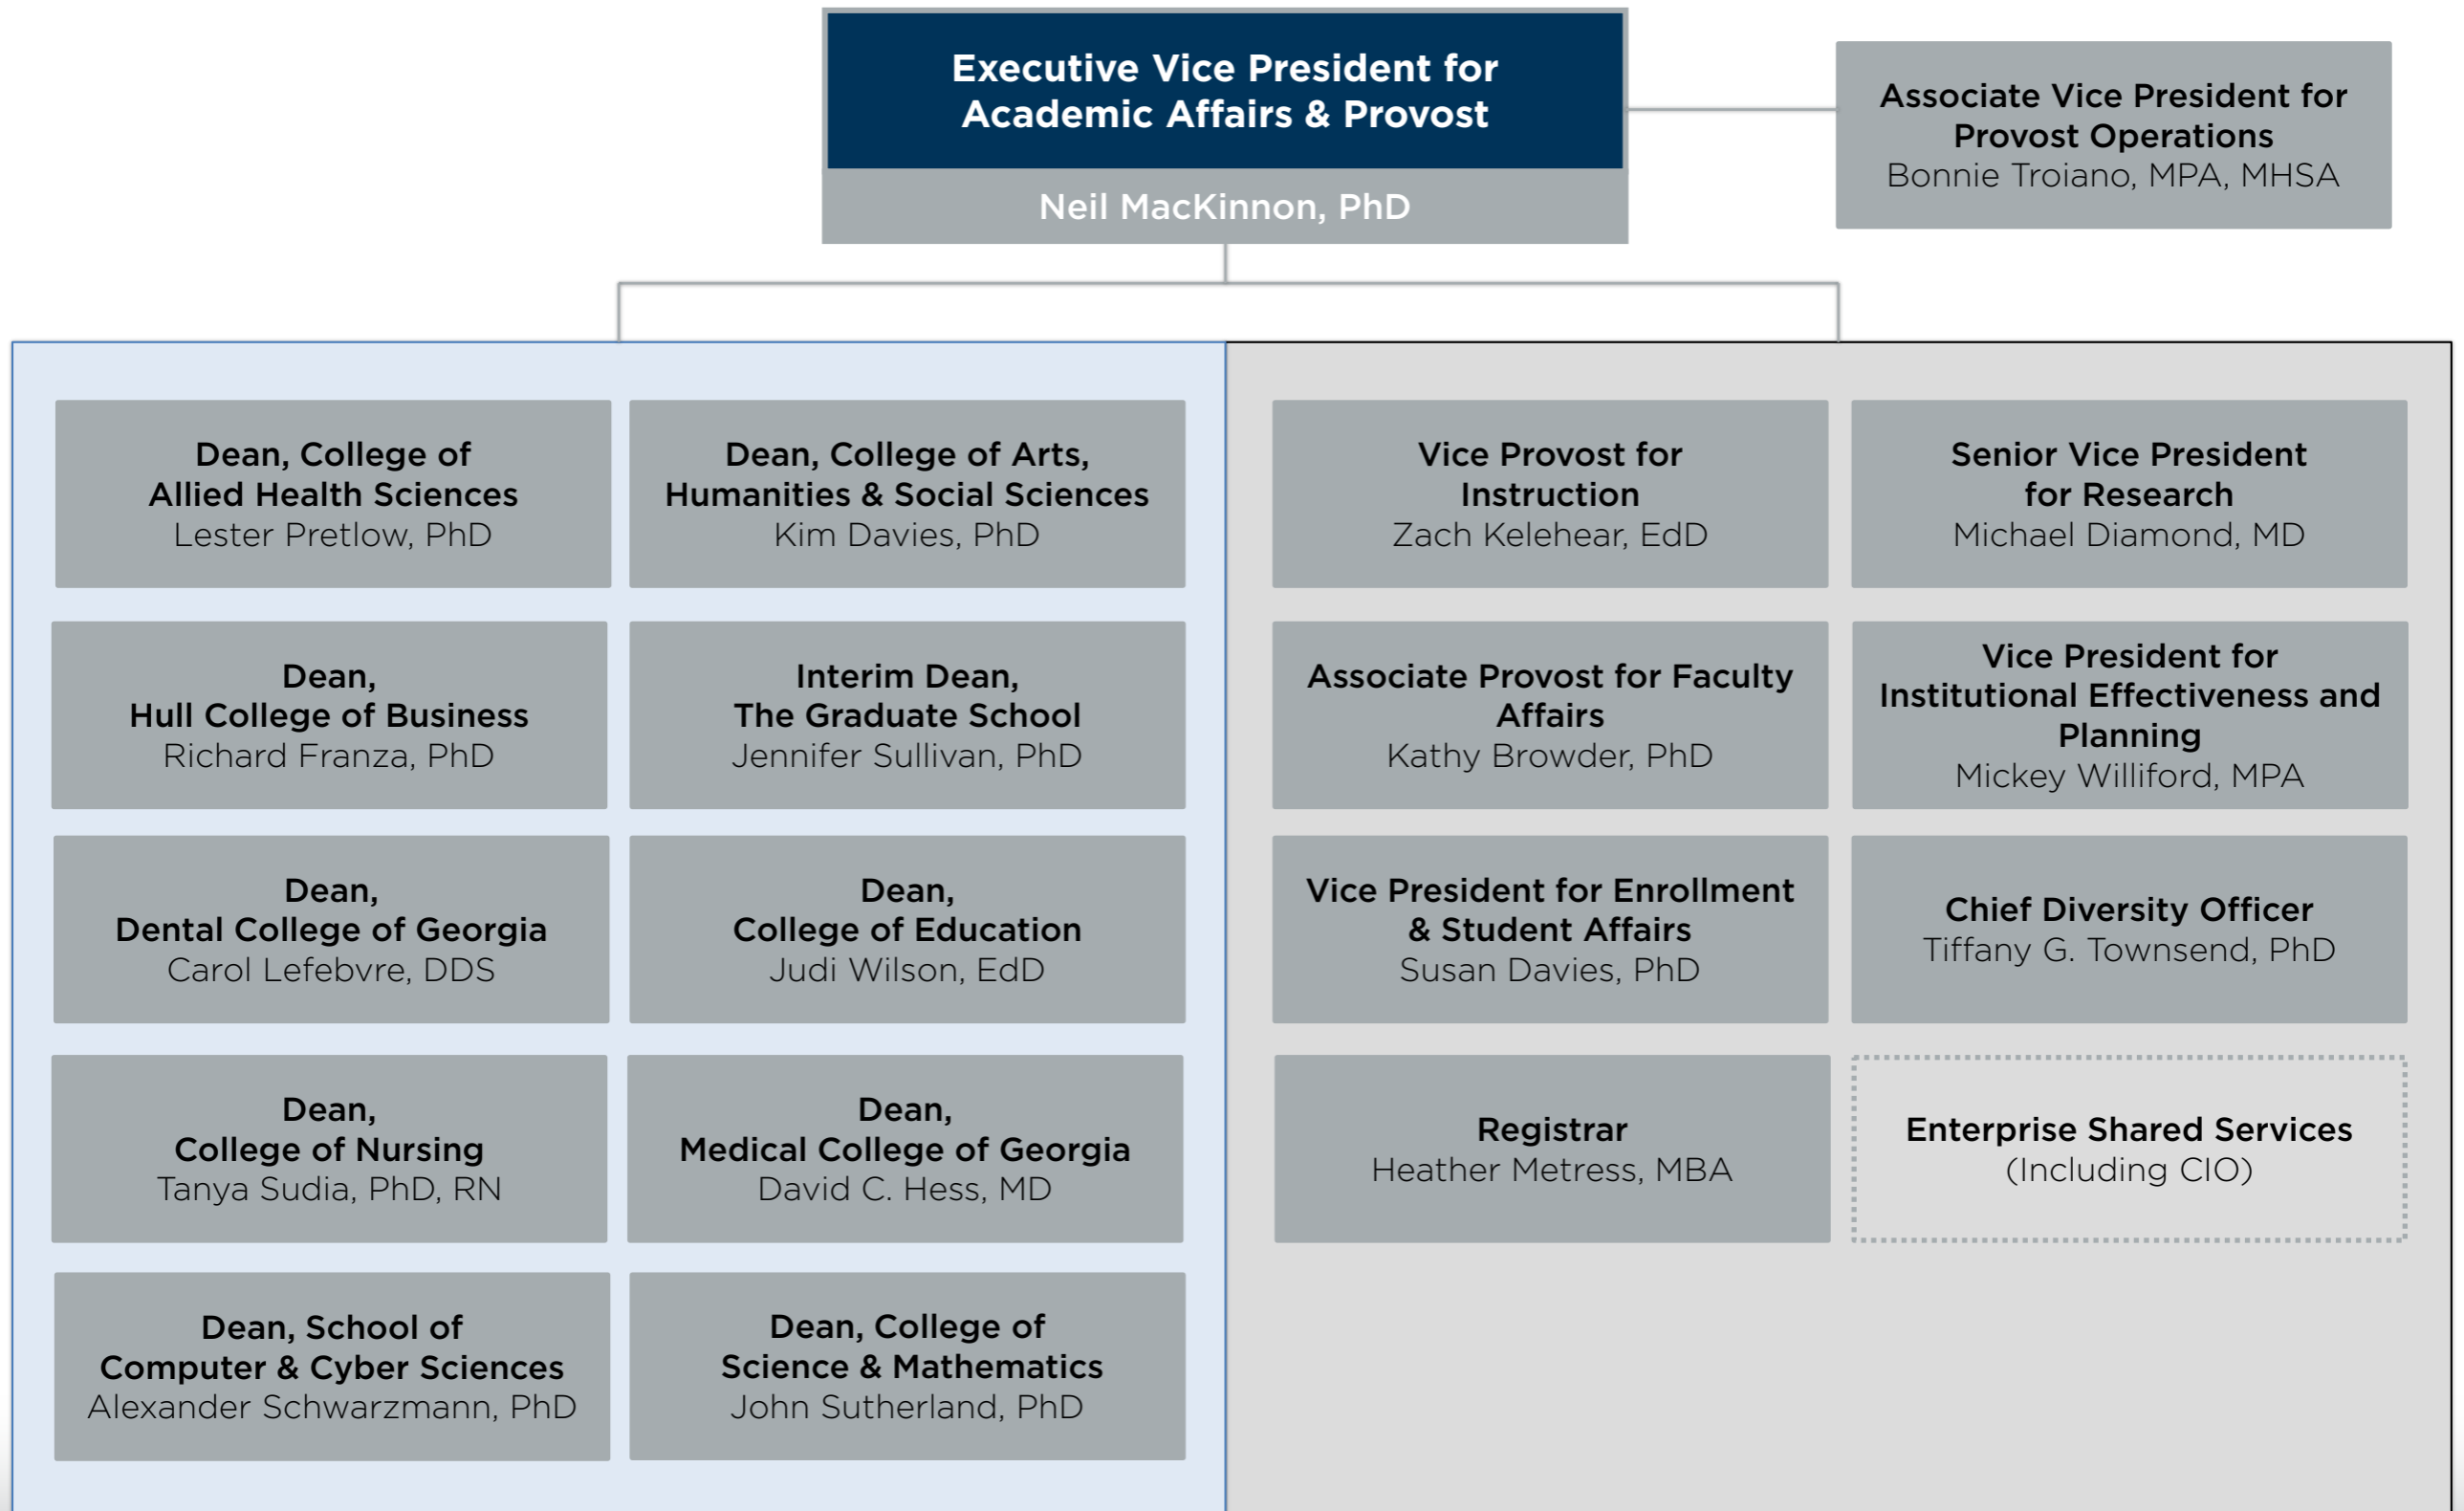 Executive Vice President for
Academic Affairs & Provost
Neil MacKinnon, PhD
Associate Vice President for
Provost Operations
Bonnie Troiano, MPA, MHSA
Dean, College of
Allied Health Sciences
Lester Pretlow, PhD
Dean, College of Arts,
Humanities & Social Sciences
Kim Davies, PhD
Dean,
Hull College of Business
Richard Franza, PhD
Interim Dean,
The Graduate School
Jennifer Sullivan, PhD
Dean,
Dental College of Georgia
Carol Lefebvre, DDS
Dean,
College of Education
Judi Wilson, EdD
Dean,
College of Nursing
Tanya Sudia, PhD, RN
Dean,
Medical College of Georgia
David C. Hess, MD
Dean, School of
Computer & Cyber Sciences
Alexander Schwarzmann, PhD
Dean, College of
Science & Mathematics
John Sutherland, PhD
Vice Provost for
Instruction
Zach Kelehear, EdD
Senior Vice President
for Research
Michael Diamond, MD
Associate Provost for Faculty
Affairs
Kathy Browder, PhD
Vice President for
Institutional Effectiveness and
Planning
Mickey Williford, MPA
Vice President for Enrollment
& Student Affairs
Susan Davies, PhD
Chief Diversity Officer
Tiffany G. Townsend, PhD
Registrar
Heather Metress, MBA
Enterprise Shared Services
(Including CIO)